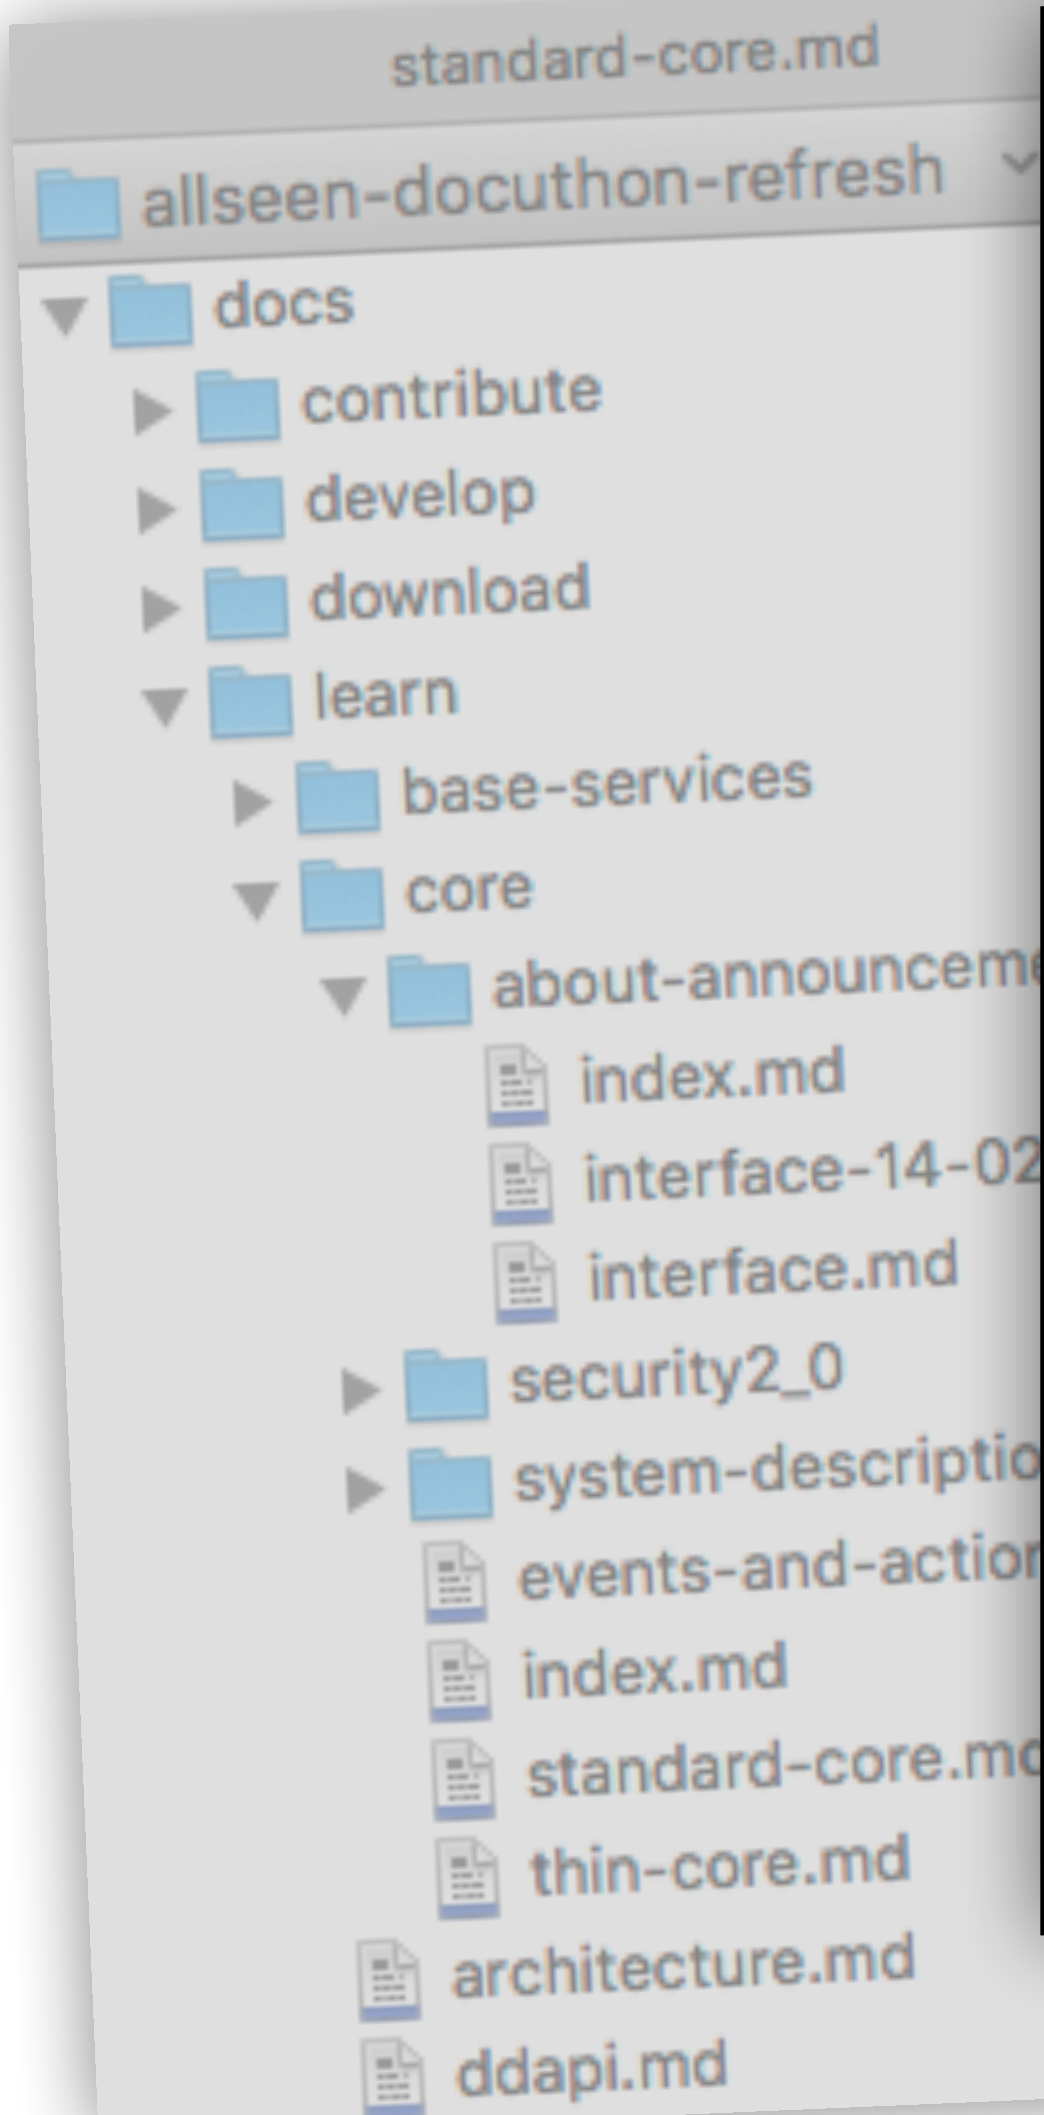 standard-core.md
allseen-docuthon-refresh
docs
contribute
develop
download
learn
base-services
core
about-announceme
index.md
interface-14-02
interface.md
security2_0
system-descriptio
events-and-action
index.md
standard-core.md
thin-core.md
architecture.md
ddapi.md